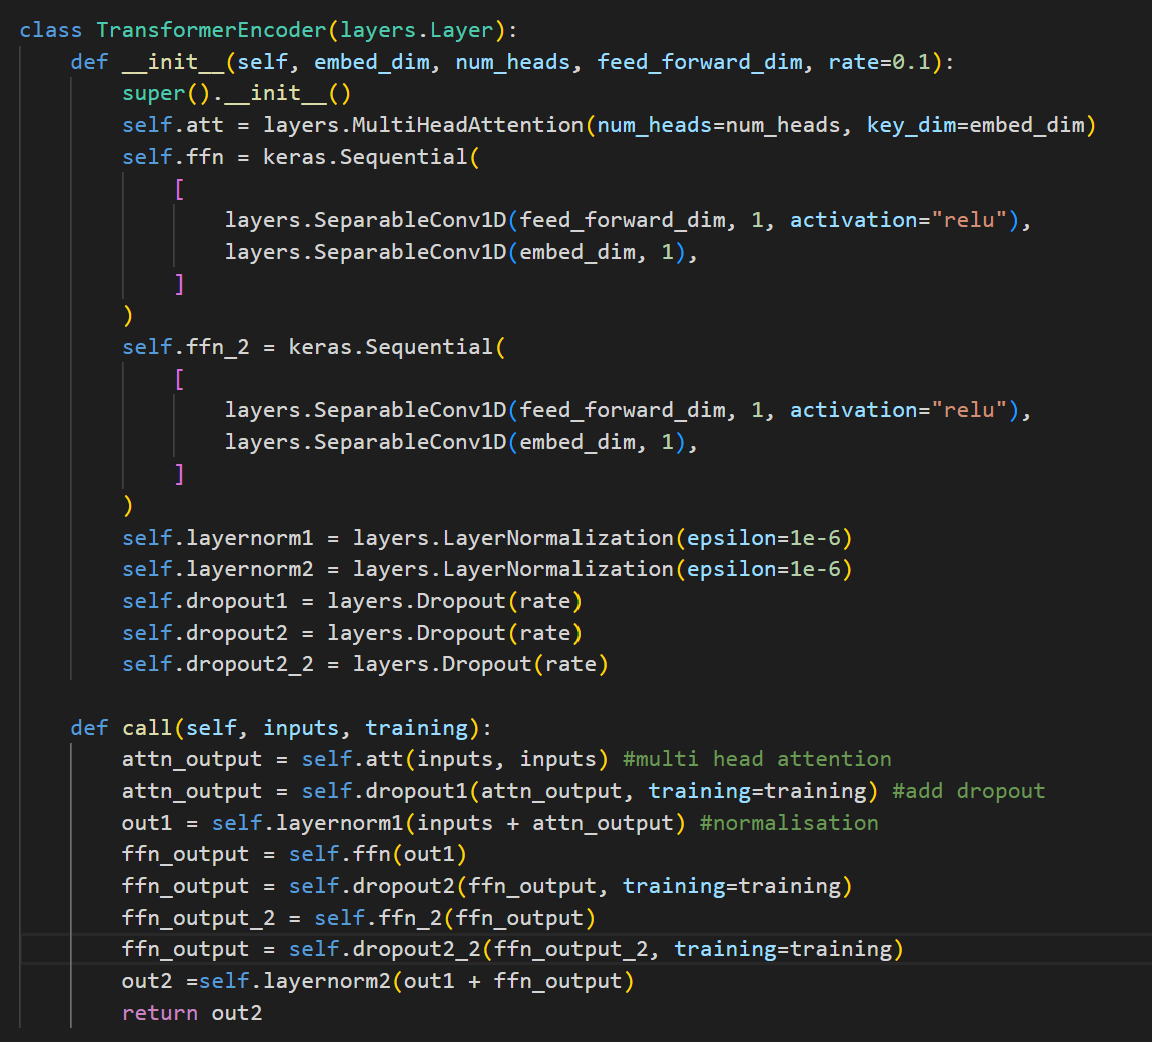 class TransformerEncoder(layers.Layer):
    def __init__(self, embed_dim, num_heads, feed_forward_dim, rate=0.1):
        super().__init__()
        self.att = layers.MultiHeadAttention(num_heads=num_heads, key_dim=embed_dim)
        self.ffn = keras.Sequential(
            [
                layers.SeparableConv1D(feed_forward_dim, 1, activation="relu"),
                layers.SeparableConv1D(embed_dim, 1),
            ]
        )
        self.ffn_2 = keras.Sequential(
            [
                layers.SeparableConv1D(feed_forward_dim, 1, activation="relu"),
                layers.SeparableConv1D(embed_dim, 1),
            ]
        )
        self.layernorm1 = layers.LayerNormalization(epsilon=1e-6)
        self.layernorm2 = layers.LayerNormalization(epsilon=1e-6)
        self.dropout1 = layers.Dropout(rate)
        self.dropout2 = layers.Dropout(rate)
        self.dropout2_2 = layers.Dropout(rate)

    def call(self, inputs, training):
        attn_output = self.att(inputs, inputs) #multi head attention
        attn_output = self.dropout1(attn_output, training=training) #add dropout
        out1 = self.layernorm1(inputs + attn_output) #normalisation
        ffn_output = self.ffn(out1)
        ffn_output = self.dropout2(ffn_output, training=training)
        ffn_output_2 = self.ffn_2(ffn_output)
        ffn_output = self.dropout2_2(ffn_output_2, training=training)
        out2 =self.layernorm2(out1 + ffn_output)
        return out2